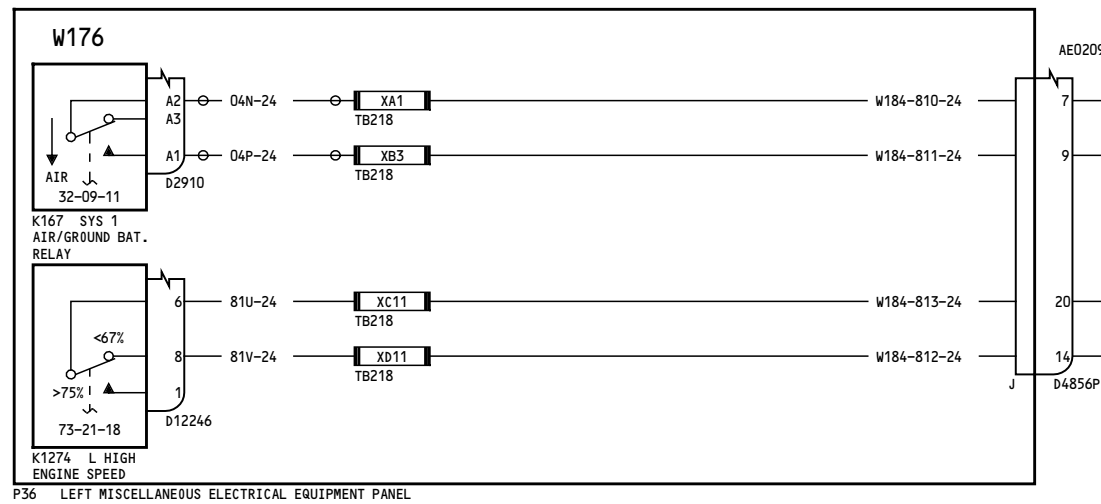 W176
AE0209
A2 04N-24 XA1 W184-810-24 7
A3 TB218
A1 04P-24 XB3 W184-811-24 9
AIR TB218
D2910
32-09-11
K167 SYS 1
AIR/GROUND BAT.
RELAY
6 81U-24 XC11 W184-813-24 20
TB218
<67%
8 81V-24 XD11 W184-812-24 14
TB218
J D4856P
>75% 1
D12246
73-21-18
K1274 L HIGH
ENGINE SPEED
P36 LEFT MISCELLANEOUS ELECTRICAL EQUIPMENT PANEL